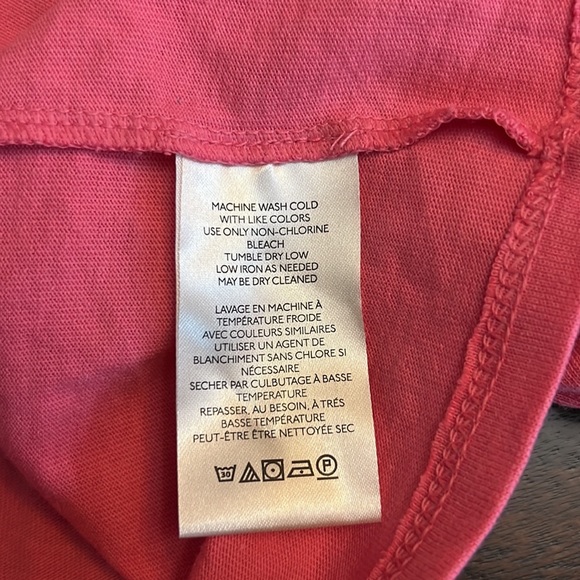 MACHINE WASH COLD
WITH LIKE COLORS
USE ONLY NON-CHLORINE
BLEACH
TUMBLE DRY LOW
LOW IRON AS NEEDED
MAY BE DRY CLEANED
LAVAGE EN MACHINE À
TEMPÉRATURE FROIDE
AVEC COULEURS SIMILAIRES
UTILISER UN AGENT DE
BLANCHIMENT SANS CHLORE SI
NÉCESSAIRE
SECHER PAR CULBUTAGE À BASSE
TEMPERATURE
REPASSER, AU BESOIN, À TRÉS
BASSE TEMPÉRATURE
PEUT-ÊTRE ÊTRE NETTOYÉE SEC
30 P